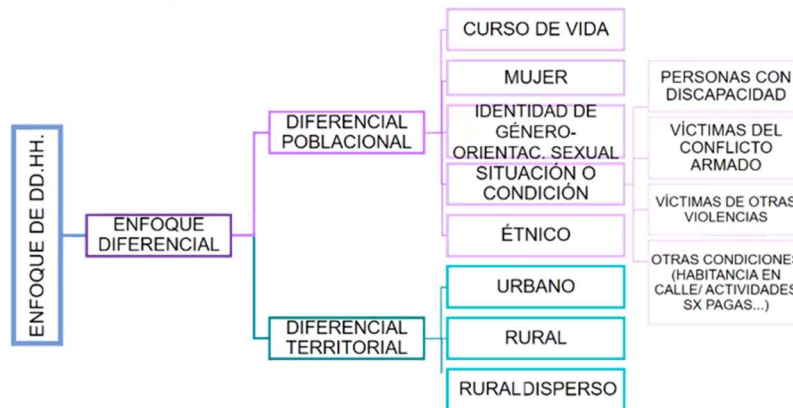 ENFOQUE DE DD.HH.
ENFOQUE
DIFERENCIAL
DIFERENCIAL
POBLACIONAL
CURSO DE VIDA
MUJER
IDENTIDAD DE
GÉNERO-
ORIENTAC. SEXUAL
SITUACIÓN O
CONDICIÓN
ÉTNICO
PERSONAS CON
DISCAPACIDAD
VÍCTIMAS DEL
CONFLICTO
ARMADO
VÍCTIMAS DE OTRAS
VIOLENCIAS
OTRAS CONDICIONES
(HABITANCIA EN
CALLE/ ACTIVIDADES
SX PAGAS...)
DIFERENCIAL
TERRITORIAL
URBANO
RURAL
RURALDISPERSO